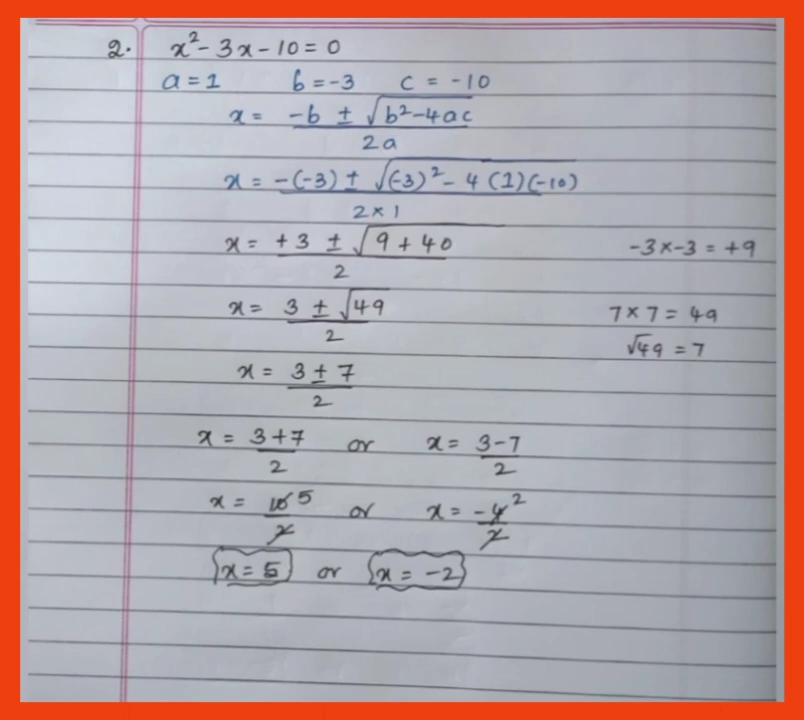 2. x² - 3x - 10 = 0
a = 1 b = -3 c = -10
x = -b ± √b² - 4ac
2a
x = -(-3) ± √(-3)² - 4 (1)(-10)
2 × 1
x = +3 ± √9 + 40 -3 × -3 = +9
2
x = 3 ± √49 7 × 7 = 49
2 √49 = 7
x = 3 ± 7
2
x = 3 + 7 or x = 3 - 7
2 2
x = 10 5 or x = -4 2
2 2
x = 5 or x = -2